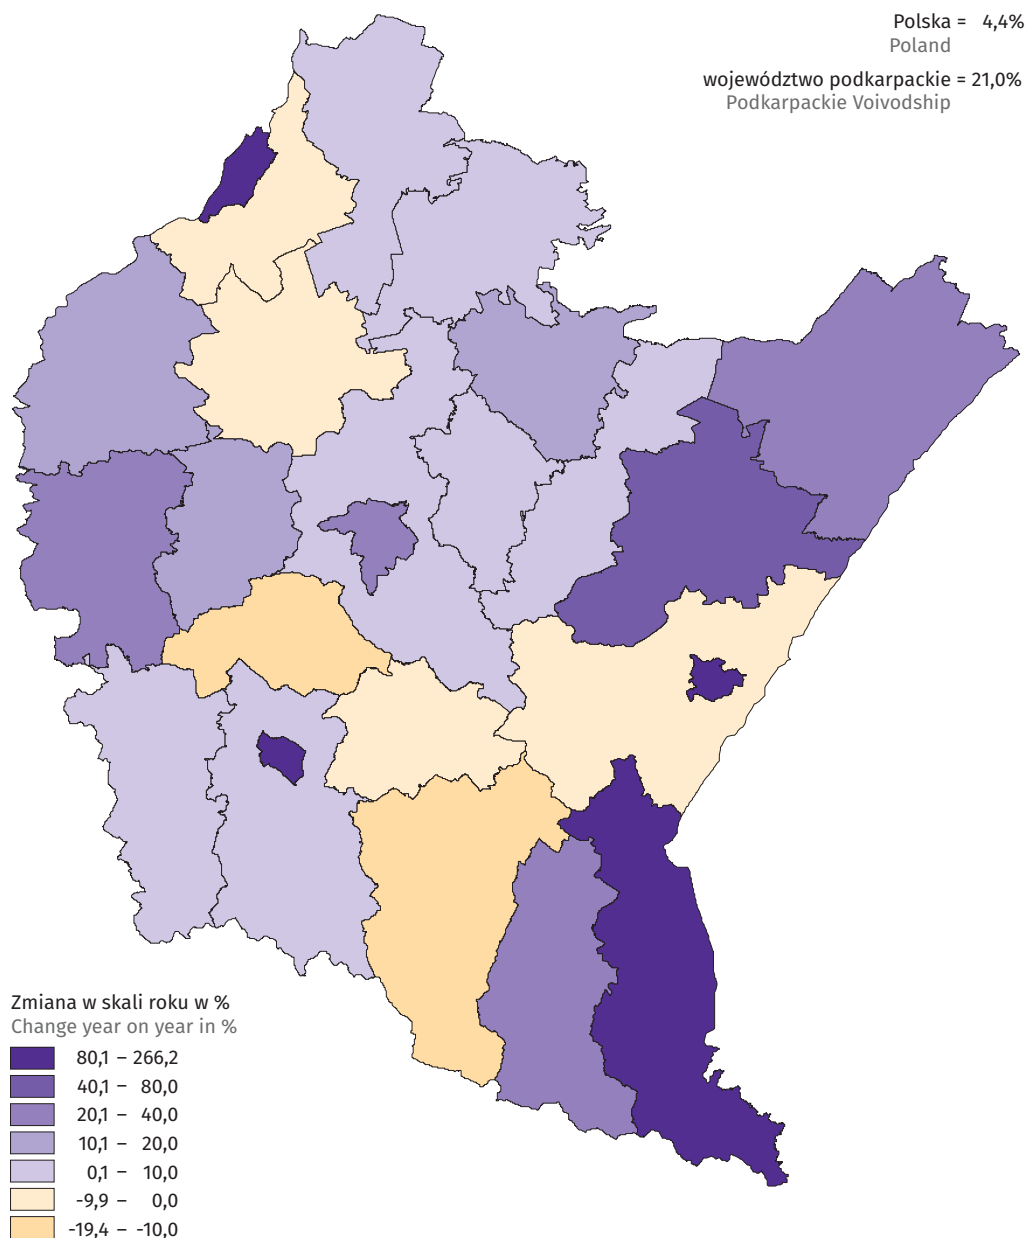 Polska = 4,4%
Poland
województwo podkarpackie = 21,0%
Podkarpackie Voivodship
Zmiana w skali roku w %
Change year on year in %
80,1 – 266,2
40,1 – 80,0
20,1 – 40,0
10,1 – 20,0
0,1 – 10,0
-9,9 – 0,0
-19,4 – -10,0